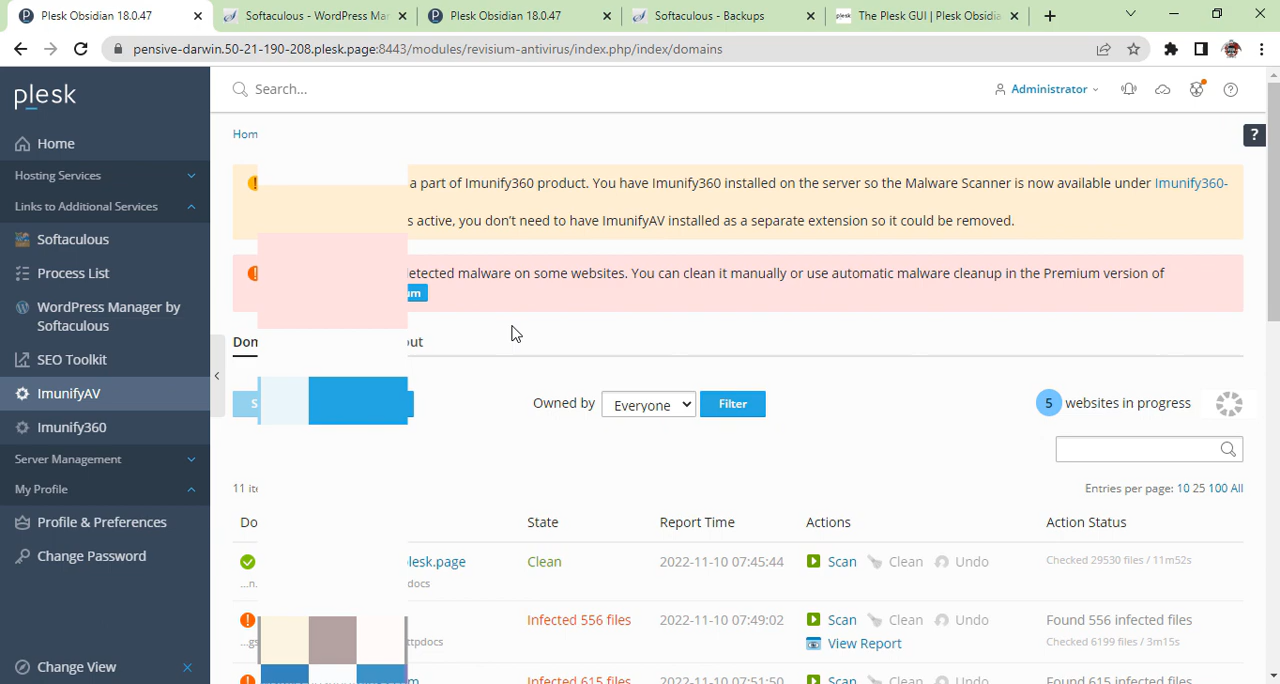 Plesk Obsidian 18.0.47
Softaculous - WordPress Mar
Plesk Obsidian 18.0.47
Softaculous - Backups
The Plesk GUI | Plesk Obsidia
pensive-darwin.50-21-190-208.plesk.page:8443/modules/revisium-antivirus/index.php/index/domains
plesk
Search...
Administrator
Home
Hosting Services
Links to Additional Services
Softaculous
Process List
WordPress Manager by
Softaculous
SEO Toolkit
ImunifyAV
Imunify360
Server Management
My Profile
Profile & Preferences
Change Password
Change View
Hom
?
a part of Imunify360 product. You have Imunify360 installed on the server so the Malware Scanner is now available under Imunify360-
s active, you don't need to have ImunifyAV installed as a separate extension so it could be removed.
etected malware on some websites. You can clean it manually or use automatic malware cleanup in the Premium version of
um
Dom
out
S
Owned by Everyone Filter
5 websites in progress
11 ite
Entries per page: 10 25 100 All
Do
State Report Time Actions Action Status
lesk.page Clean 2022-11-10 07:45:44 Scan Clean Undo Checked 29530 files / 11m52s
...n.
docs
Infected 556 files 2022-11-10 07:49:02 Scan Clean Undo Found 556 infected files
...gs
ttpdocs
View Report Checked 6199 files / 3m15s
m Infected 615 files 2022-11-10 07:51:50 Scan Clean Undo Found 615 infected files